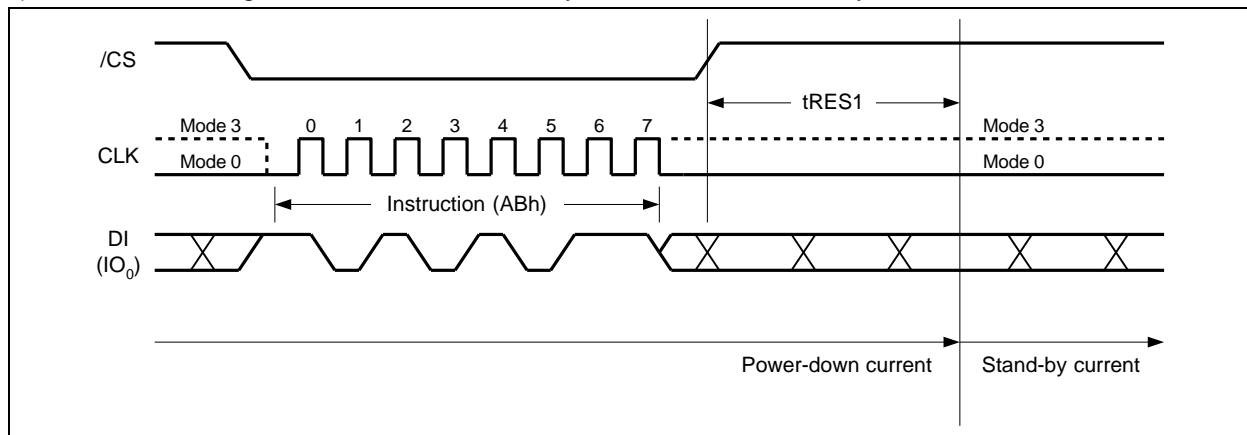 /CS
tRES1
Mode 3 0 1 2 3 4 5 6 7 Mode 3
CLK
Mode 0 Mode 0
Instruction (ABh)
DI
(IO0)
Power-down current Stand-by current